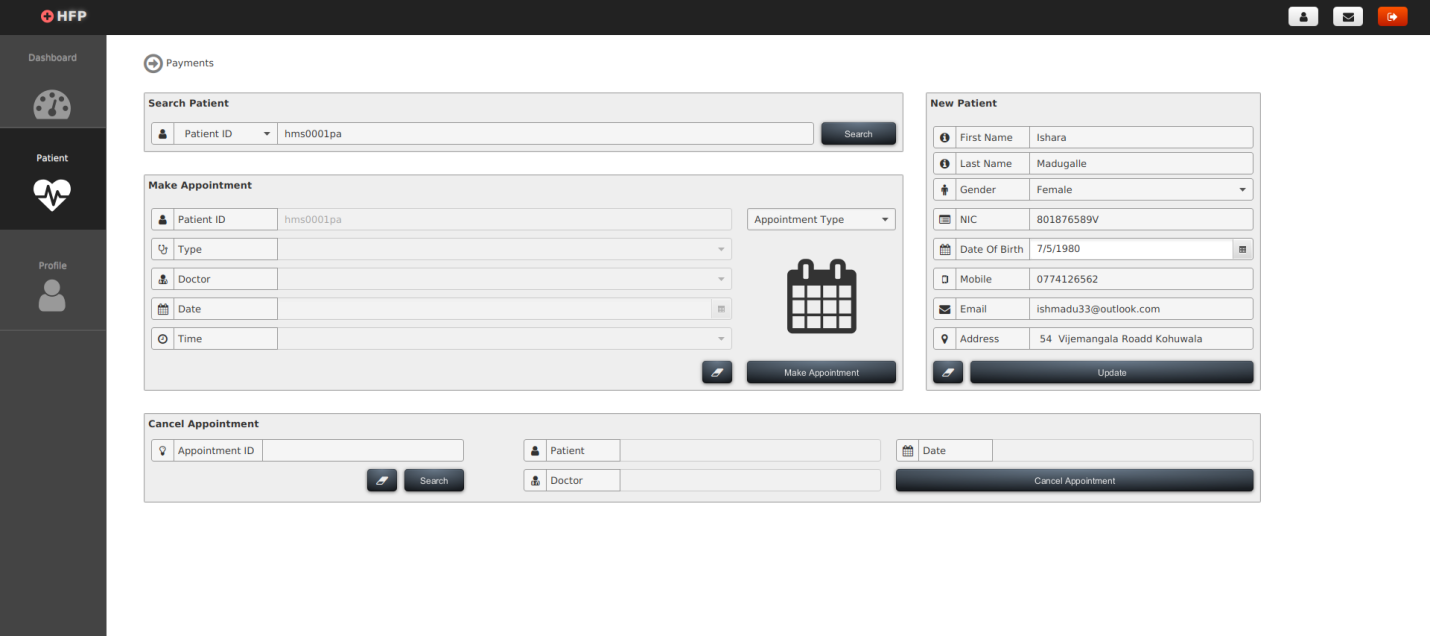 HFP
Dashboard
Patient
Profile
Payments
Search Patient
Patient ID hms0001pa Search
Make Appointment
Patient ID hms0001pa Appointment Type
Type
Doctor
Date
Time
Make Appointment
New Patient
First Name Ishara
Last Name Madugalle
Gender Female
NIC 801876589V
Date Of Birth 7/5/1980
Mobile 0774126562
Email ishmadu33@outlook.com
Address 54 Vijemangala Roadd Kohuwala
Update
Cancel Appointment
Appointment ID Patient Date
Search Doctor Cancel Appointment